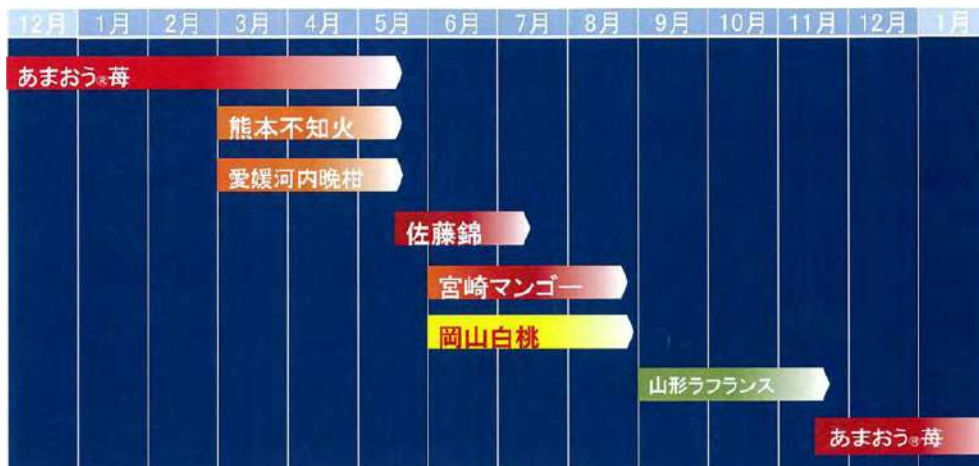 12月 1月 2月 3月 4月 5月 6月 7月 8月 9月 10月 11月 12月 1月
あまおう®苺
熊本不知火
愛媛河内晩柑
佐藤錦
宮崎マンゴー
岡山白桃
山形ラフランス
あまおう®苺